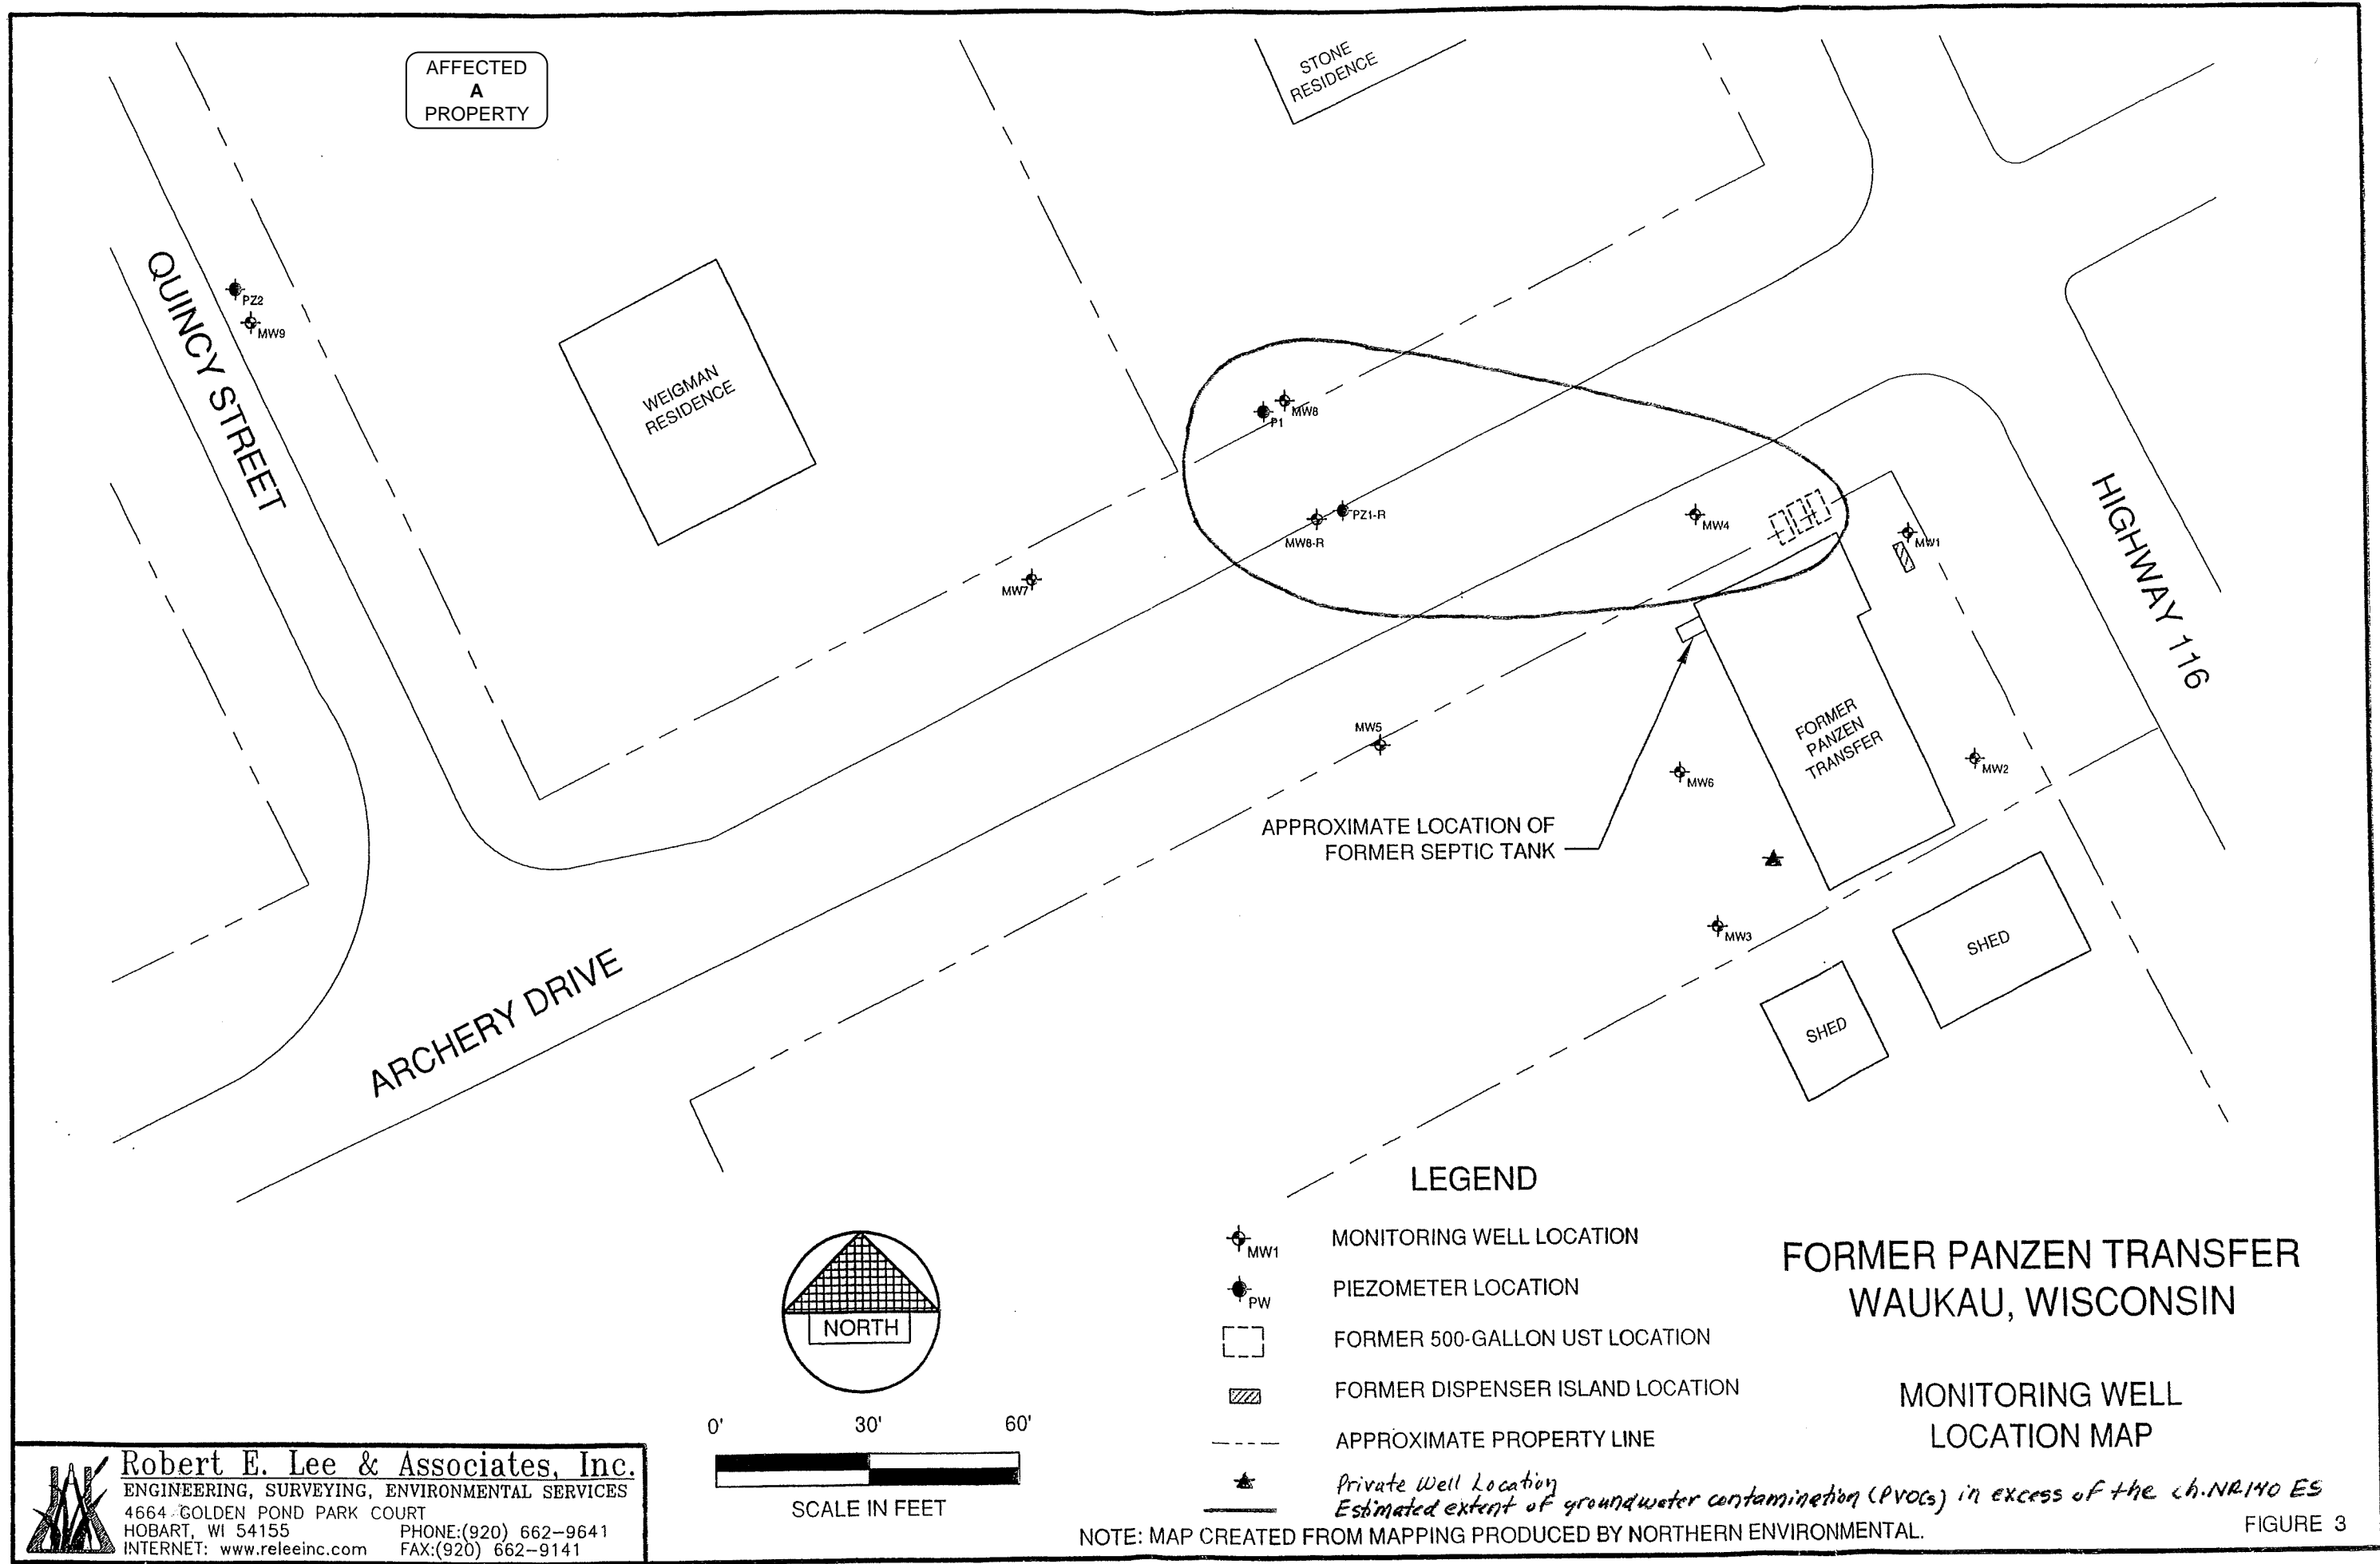 AFFECTED
A
PROPERTY
STONE
RESIDENCE
QUINCY STREET
PZ2
MW9
WEIGMAN
RESIDENCE
MW8
P1
PZ1-R
MW8-R
MW4
MW1
MW7
HIGHWAY 116
MW5
FORMER
PANZEN
TRANSFER
MW6
MW2
APPROXIMATE LOCATION OF
FORMER SEPTIC TANK
MW3
SHED
SHED
ARCHERY DRIVE
LEGEND
MW1 MONITORING WELL LOCATION
PW PIEZOMETER LOCATION
FORMER 500-GALLON UST LOCATION
FORMER DISPENSER ISLAND LOCATION
APPROXIMATE PROPERTY LINE
Private Well Location
Estimated extent of groundwater contamination (PVOCs) in excess of the ch.NR140 ES
NOTE: MAP CREATED FROM MAPPING PRODUCED BY NORTHERN ENVIRONMENTAL.
NORTH
0' 30' 60'
SCALE IN FEET
FORMER PANZEN TRANSFER
WAUKAU, WISCONSIN
MONITORING WELL
LOCATION MAP
FIGURE 3
Robert E. Lee & Associates, Inc.
ENGINEERING, SURVEYING, ENVIRONMENTAL SERVICES
4664 GOLDEN POND PARK COURT
HOBART, WI 54155 PHONE:(920) 662-9641
INTERNET: www.releeinc.com FAX:(920) 662-9141